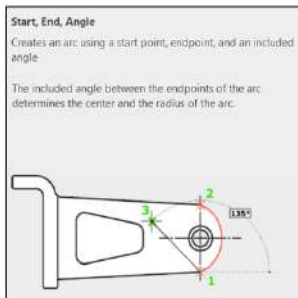 Start, End, Angle
Creates an arc using a start point, endpoint, and an included
angle.
The included angle between the endpoints of the arc
determines the center and the radius of the arc.
2
3
135°
1